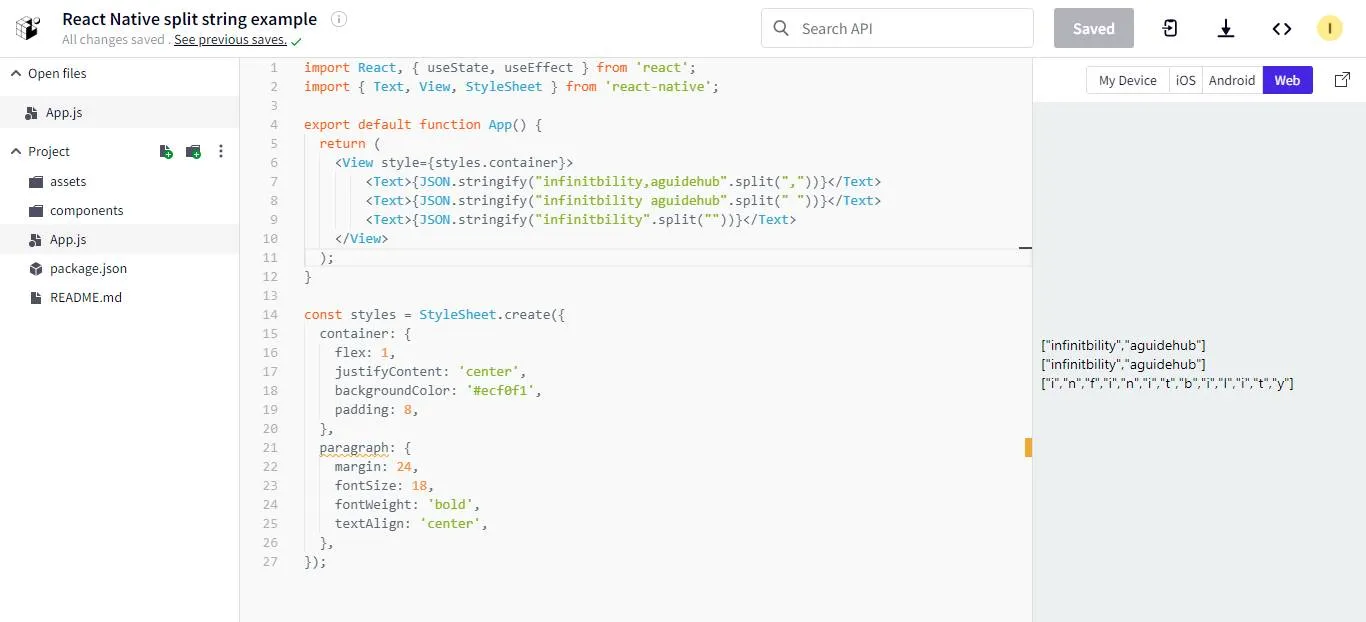 React Native split string example
All changes saved . See previous saves.
Search API
Saved
I
Open files
App.js
Project
assets
components
App.js
package.json
README.md
1 import React, { useState, useEffect } from 'react';
2 import { Text, View, StyleSheet } from 'react-native';
3
4 export default function App() {
5 return (
6 <View style={styles.container}>
7 <Text>{JSON.stringify("infinitbility,aguidehub".split(","))}</Text>
8 <Text>{JSON.stringify("infinitbility aguidehub".split(" "))}</Text>
9 <Text>{JSON.stringify("infinitbility".split(""))}</Text>
10 </View>
11 );
12 }
13
14 const styles = StyleSheet.create({
15 container: {
16 flex: 1,
17 justifyContent: 'center',
18 backgroundColor: '#ecf0f1',
19 padding: 8,
20 },
21 paragraph: {
22 margin: 24,
23 fontSize: 18,
24 fontWeight: 'bold',
25 textAlign: 'center',
26 },
27 });
My Device iOS Android Web
["infinitbility","aguidehub"]
["infinitbility","aguidehub"]
["i","n","f","i","n","i","t","b","i","l","i","t","y"]